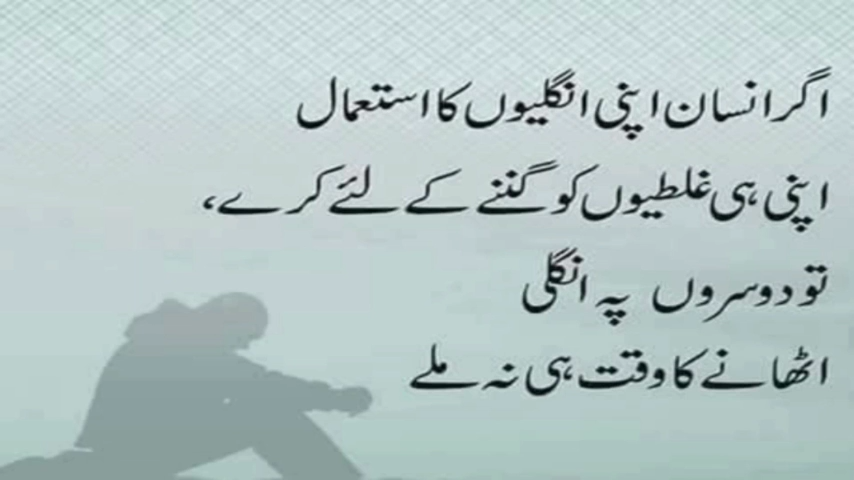 اگر انسان اپنی انگلیوں کا استعمال
اپنی ہی غلطیوں کو گننے کے لئے کرے،
تو دوسروں پہ انگلی
اٹھانے کا وقت ہی نہ ملے